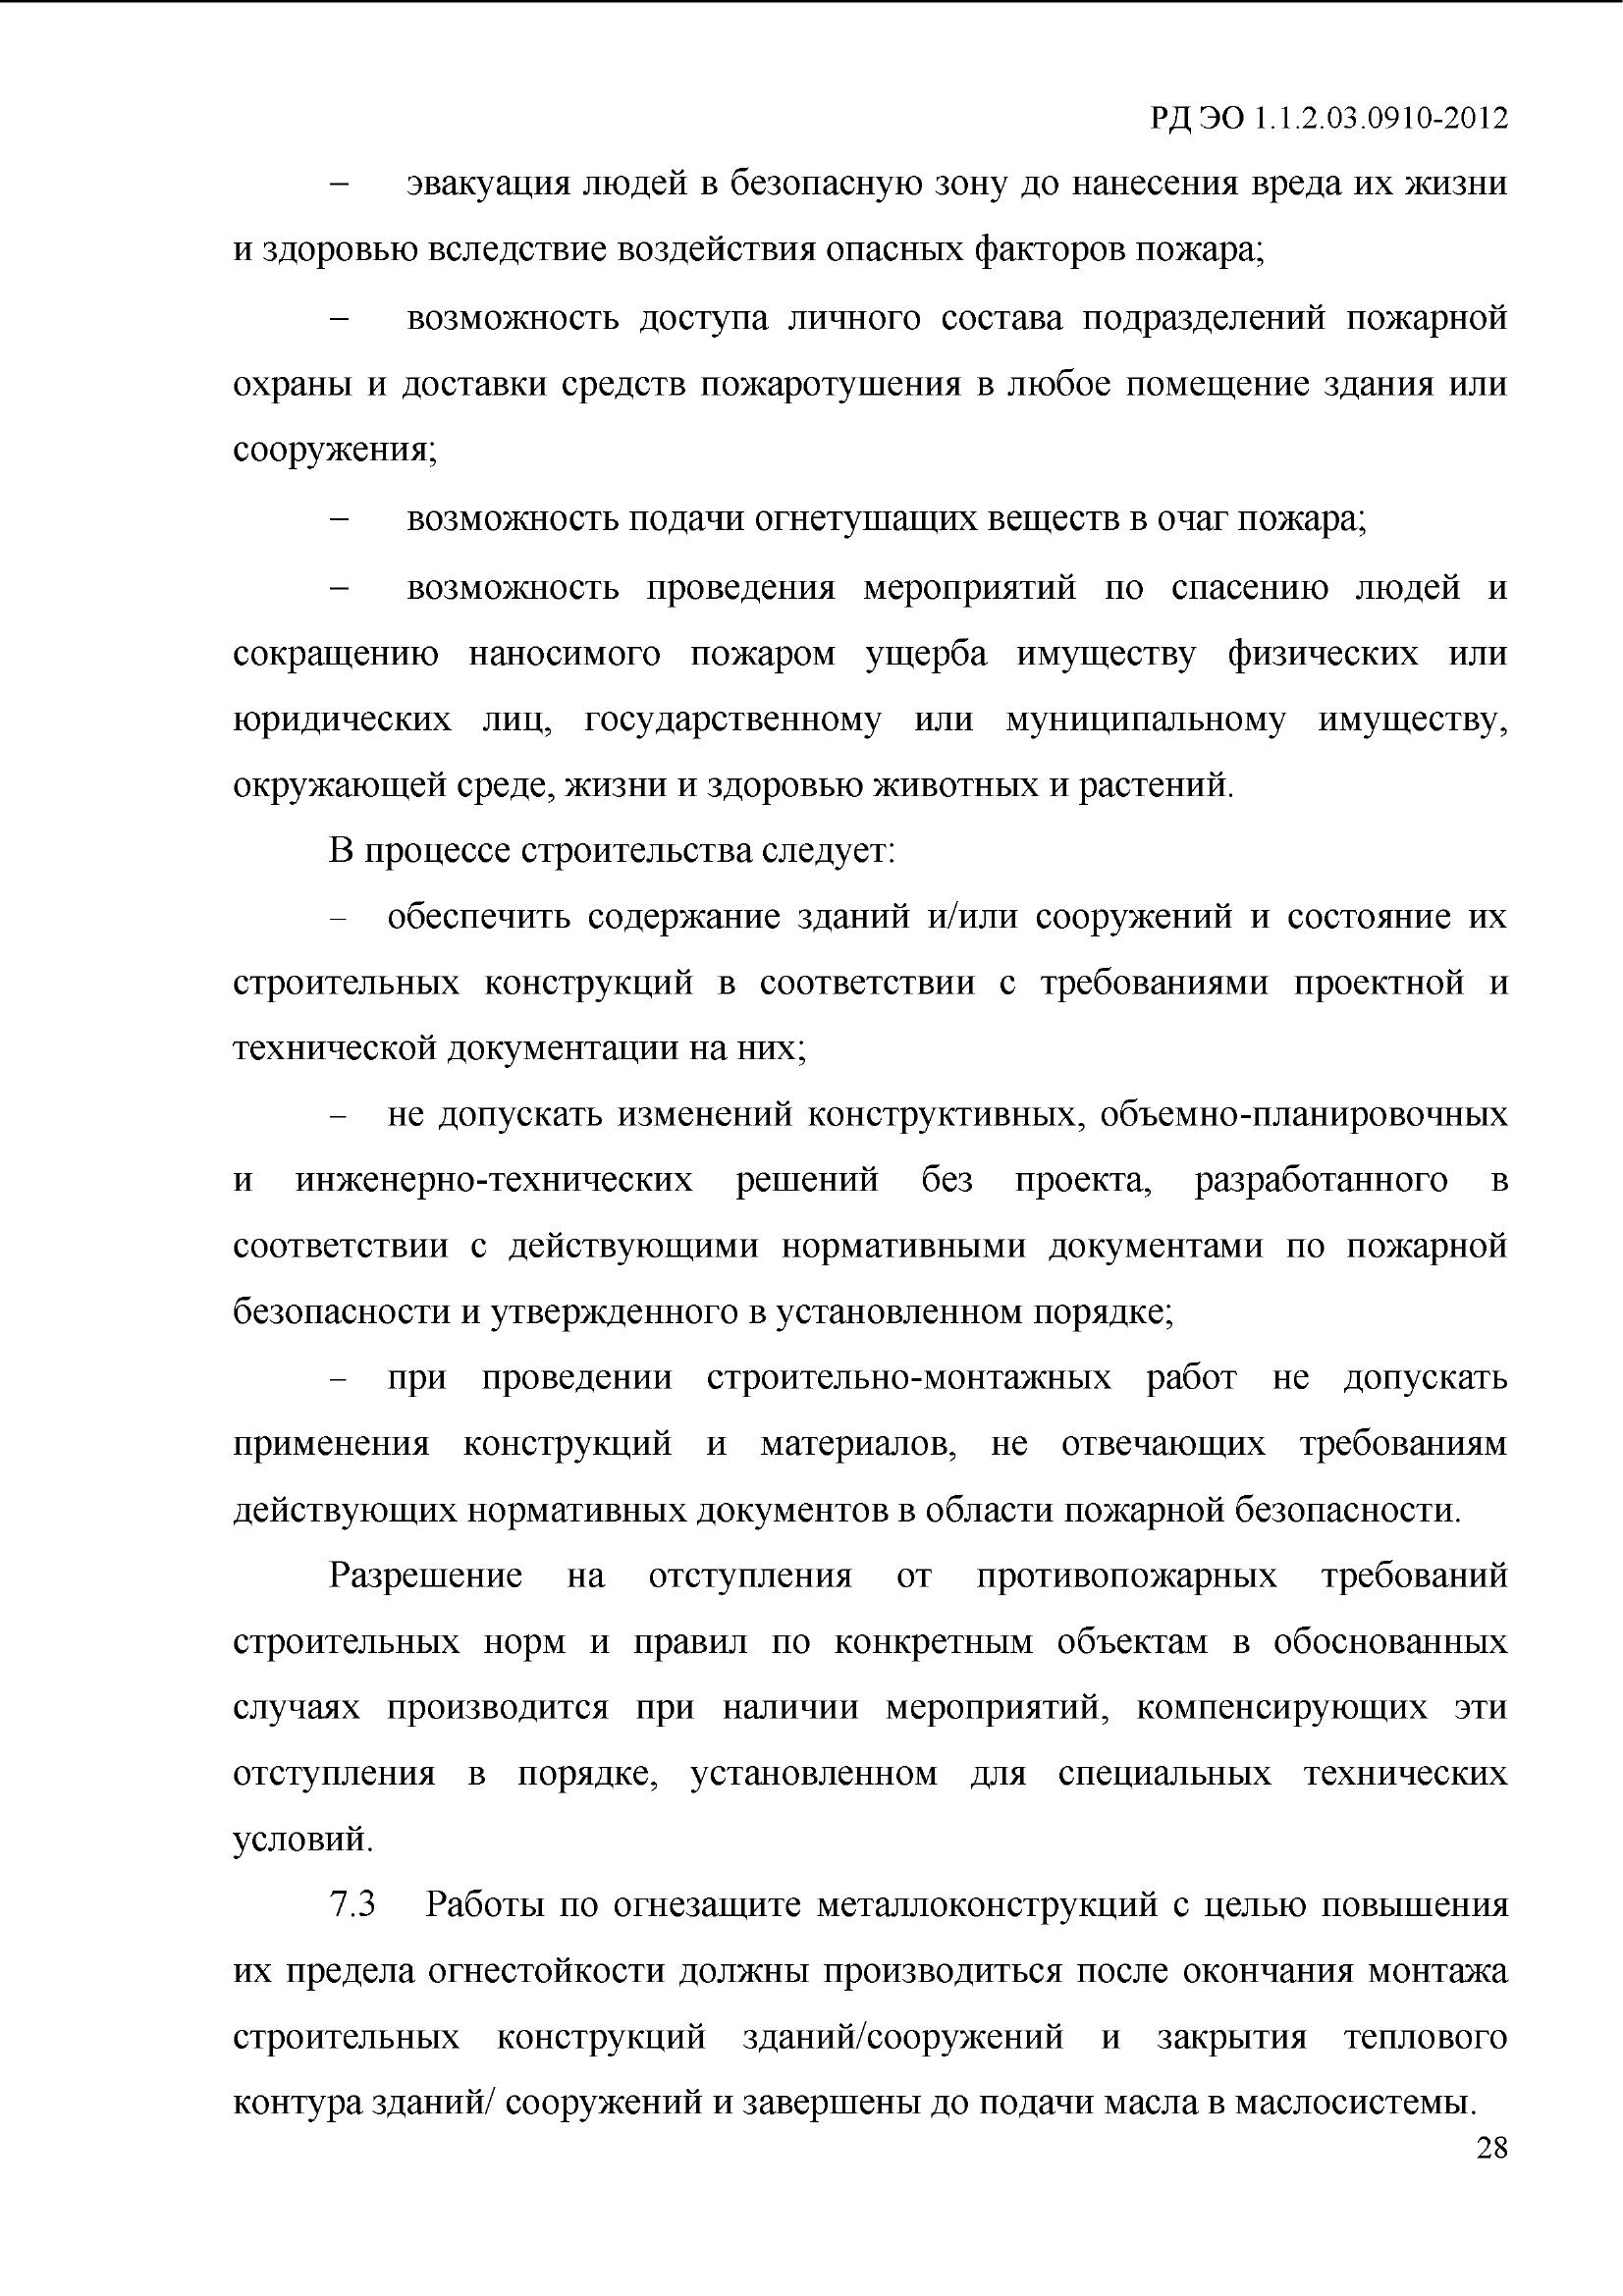 РД ЭО 1.1.2.03.0910-2012
– эвакуация людей в безопасную зону до нанесения вреда их жизни
и здоровью вследствие воздействия опасных факторов пожара;
– возможность доступа личного состава подразделений пожарной
охраны и доставки средств пожаротушения в любое помещение здания или
сооружения;
– возможность подачи огнетушащих веществ в очаг пожара;
– возможность проведения мероприятий по спасению людей и
сокращению наносимого пожаром ущерба имуществу физических или
юридических лиц, государственному или муниципальному имуществу,
окружающей среде, жизни и здоровью животных и растений.
В процессе строительства следует:
– обеспечить содержание зданий и/или сооружений и состояние их
строительных конструкций в соответствии с требованиями проектной и
технической документации на них;
– не допускать изменений конструктивных, объемно-планировочных
и инженерно-технических решений без проекта, разработанного в
соответствии с действующими нормативными документами по пожарной
безопасности и утвержденного в установленном порядке;
– при проведении строительно-монтажных работ не допускать
применения конструкций и материалов, не отвечающих требованиям
действующих нормативных документов в области пожарной безопасности.
Разрешение на отступления от противопожарных требований
строительных норм и правил по конкретным объектам в обоснованных
случаях производится при наличии мероприятий, компенсирующих эти
отступления в порядке, установленном для специальных технических
условий.
7.3 Работы по огнезащите металлоконструкций с целью повышения
их предела огнестойкости должны производиться после окончания монтажа
строительных конструкций зданий/сооружений и закрытия теплового
контура зданий/ сооружений и завершены до подачи масла в маслосистемы.
28